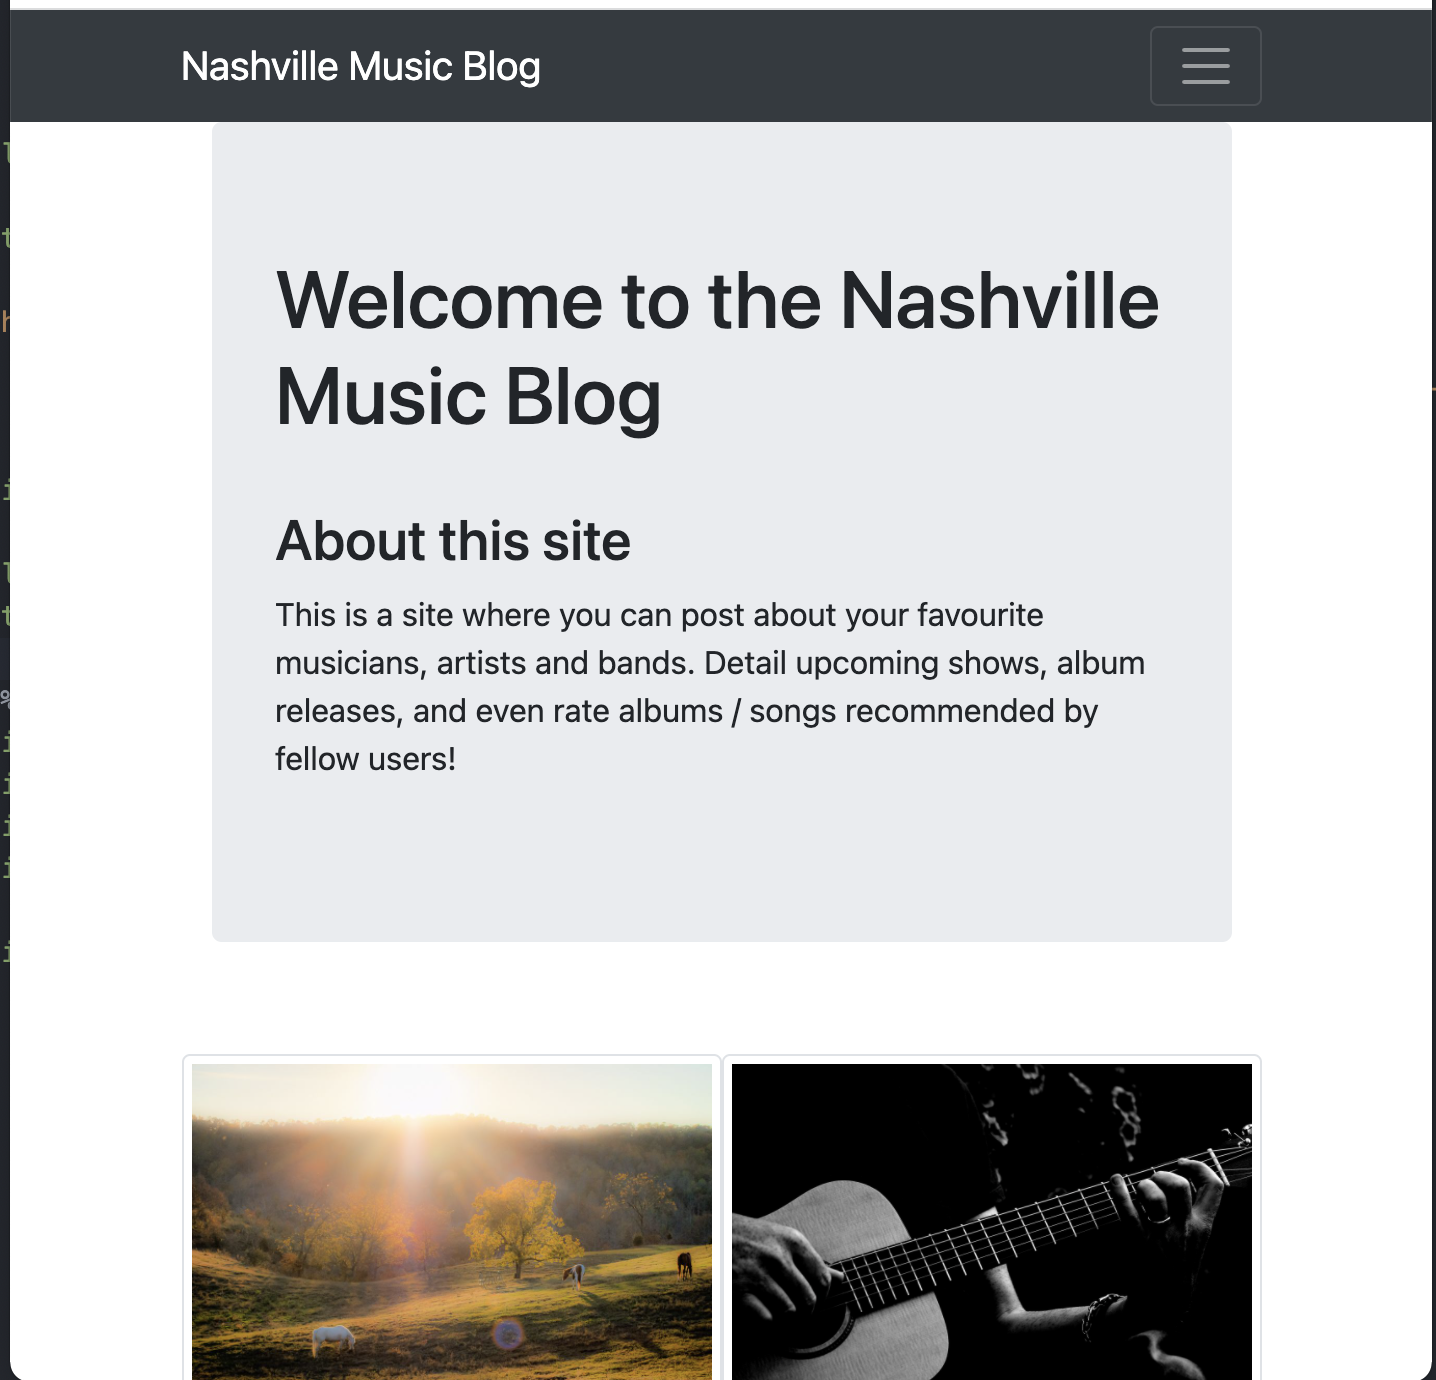 Nashville Music Blog
Welcome to the Nashville
Music Blog
About this site
This is a site where you can post about your favourite
musicians, artists and bands. Detail upcoming shows, album
releases, and even rate albums / songs recommended by
fellow users!